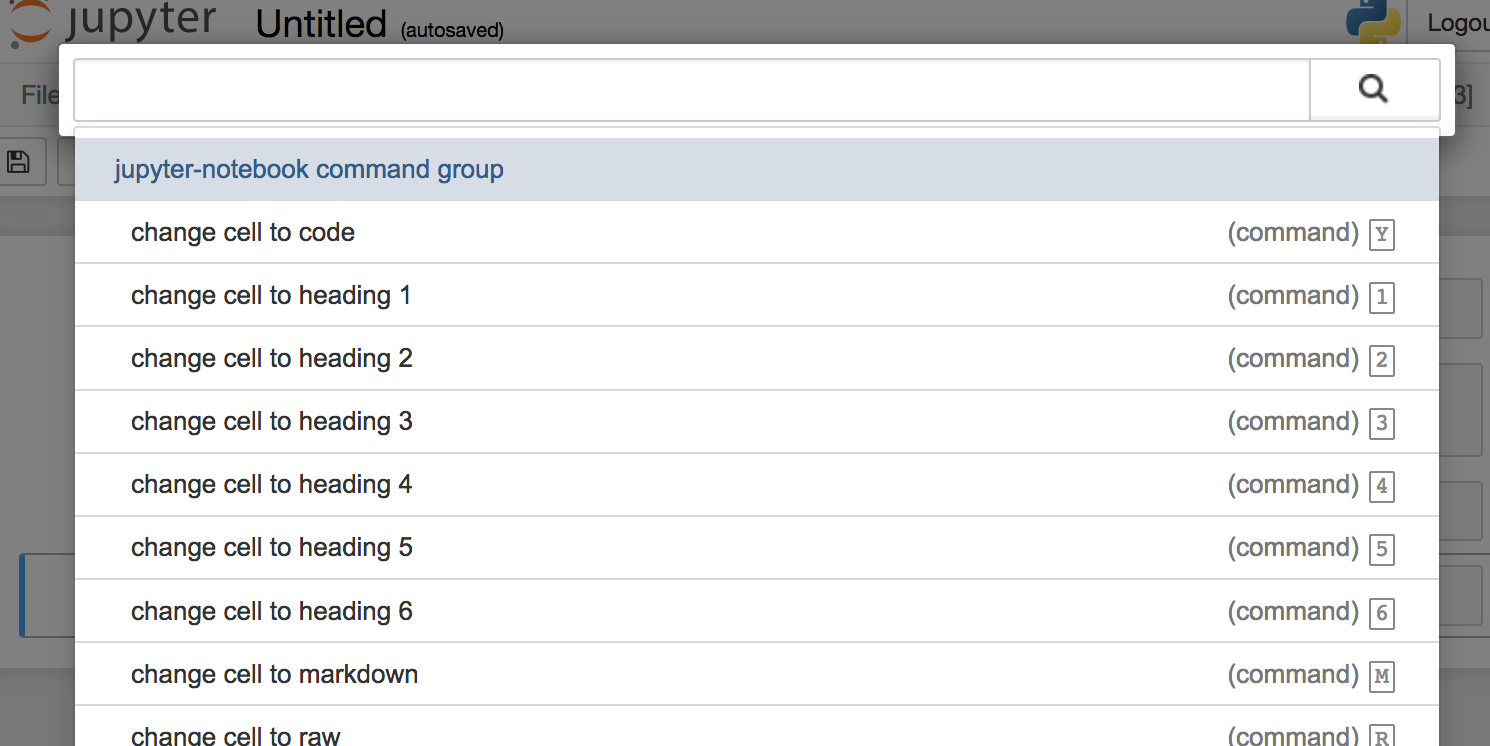 jupyter Untitled (autosaved)
Logou
File
3]
jupyter-notebook command group
change cell to code (command) Y
change cell to heading 1 (command) 1
change cell to heading 2 (command) 2
change cell to heading 3 (command) 3
change cell to heading 4 (command) 4
change cell to heading 5 (command) 5
change cell to heading 6 (command) 6
change cell to markdown (command) M
change cell to raw (command) R